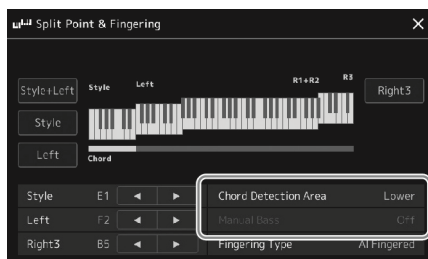 Split Point & Fingering
Style+Left
Style
Left
R1+R2
R3
Right3
Style
Left
Chord
Style E1
Chord Detection Area Lower
Left F2
Manual Bass Off
Right3 B5
Fingering Type AI Fingered